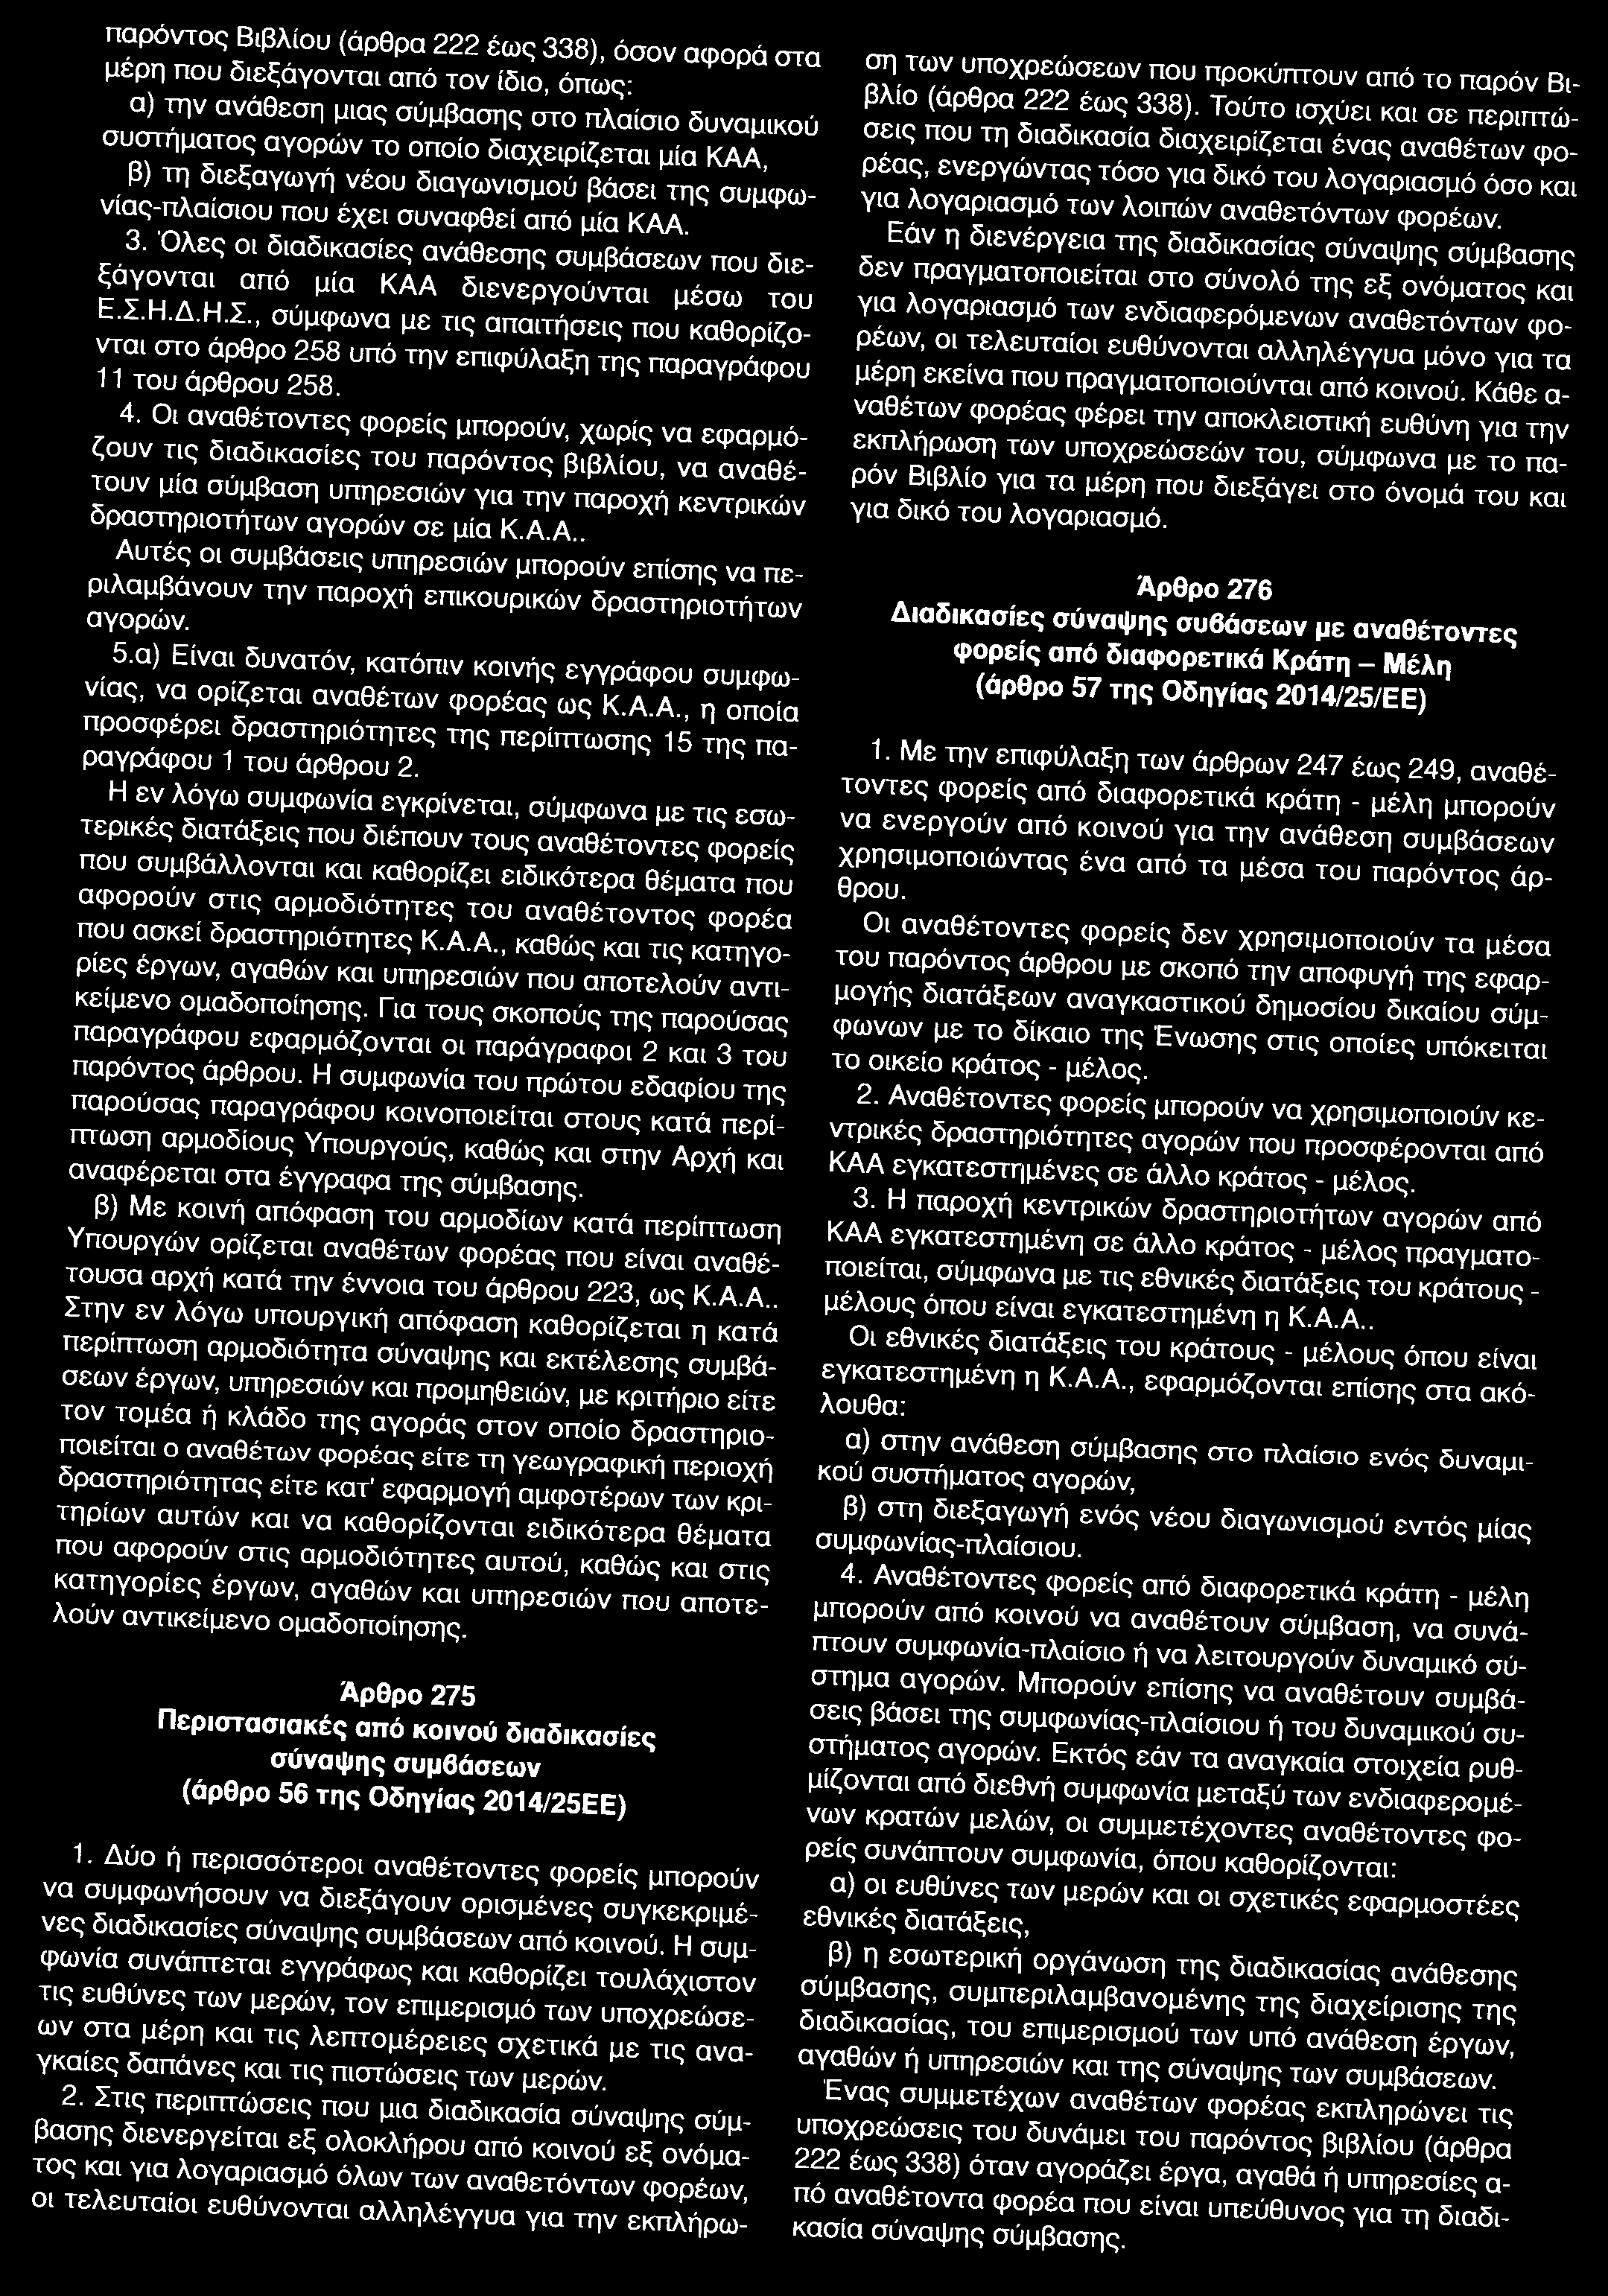 παρόντος Βιβλίου (άρθρα 222 έως 338), όσον αφορά στα
μέρη που διεξάγονται από τον ίδιο, όπως:
α) την ανάθεση μιας σύμβασης στο πλαίσιο δυναμικού
συστήματος αγορών το οποίο διαχειρίζεται μία ΚΑΑ,
β) τη διεξαγωγή νέου διαγωνισμού βάσει της συμφω-
νίας-πλαίσιου που έχει συναφθεί από μία ΚΑΑ.
3. Όλες οι διαδικασίες ανάθεσης συμβάσεων που διε-
ξάγονται από μία ΚΑΑ διενεργούνται μέσω του
Ε.Σ.Η.Δ.Η.Σ., σύμφωνα με τις απαιτήσεις που καθορίζο-
νται στο άρθρο 258 υπό την επιφύλαξη της παραγράφου
11 του άρθρου 258.
4. Οι αναθέτοντες φορείς μπορούν, χωρίς να εφαρμό-
ζουν τις διαδικασίες του παρόντος βιβλίου, να αναθέ-
τουν μία σύμβαση υπηρεσιών για την παροχή κεντρικών
δραστηριοτήτων αγορών σε μία Κ.Α.Α..
Αυτές οι συμβάσεις υπηρεσιών μπορούν επίσης να πε-
ριλαμβάνουν την παροχή επικουρικών δραστηριοτήτων
αγορών.
5.α) Είναι δυνατόν, κατόπιν κοινής εγγράφου συμφω-
νίας, να ορίζεται αναθέτων φορέας ως Κ.Α.Α., η οποία
προσφέρει δραστηριότητες της περίπτωσης 15 της πα-
ραγράφου 1 του άρθρου 2.
Η εν λόγω συμφωνία εγκρίνεται, σύμφωνα με τις εσω-
τερικές διατάξεις που διέπουν τους αναθέτοντες φορείς
που συμβάλλονται και καθορίζει ειδικότερα θέματα που
αφορούν στις αρμοδιότητες του αναθέτοντος φορέα
που ασκεί δραστηριότητες Κ.Α.Α., καθώς και τις κατηγο-
ρίες έργων, αγαθών και υπηρεσιών που αποτελούν αντι-
κείμενο ομαδοποίησης. Για τους σκοπούς της παρούσας
παραγράφου εφαρμόζονται οι παράγραφοι 2 και 3 του
παρόντος άρθρου. Η συμφωνία του πρώτου εδαφίου της
παρούσας παραγράφου κοινοποιείται στους κατά περί-
πτωση αρμοδίους Υπουργούς, καθώς και στην Αρχή και
αναφέρεται στα έγγραφα της σύμβασης.
β) Με κοινή απόφαση του αρμοδίων κατά περίπτωση
Υπουργών ορίζεται αναθέτων φορέας που είναι αναθέ-
τουσα αρχή κατά την έννοια του άρθρου 223, ως Κ.Α.Α..
Στην εν λόγω υπουργική απόφαση καθορίζεται η κατά
περίπτωση αρμοδιότητα σύναψης και εκτέλεσης συμβά-
σεων έργων, υπηρεσιών και προμηθειών, με κριτήριο είτε
τον τομέα ή κλάδο της αγοράς στον οποίο δραστηριο-
ποιείται ο αναθέτων φορέας είτε τη γεωγραφική περιοχή
δραστηριότητας είτε κατ' εφαρμογή αμφοτέρων των κρι-
τηρίων αυτών και να καθορίζονται ειδικότερα θέματα
που αφορούν στις αρμοδιότητες αυτού, καθώς και στις
κατηγορίες έργων, αγαθών και υπηρεσιών που αποτε-
λούν αντικείμενο ομαδοποίησης.
Άρθρο 275
Περιστασιακές από κοινού διαδικασίες
σύναψης συμβάσεων
(άρθρο 56 της Οδηγίας 2014/25ΕΕ)
1. Δύο ή περισσότεροι αναθέτοντες φορείς μπορούν
να συμφωνήσουν να διεξάγουν ορισμένες συγκεκριμέ-
νες διαδικασίες σύναψης συμβάσεων από κοινού. Η συμ-
φωνία συνάπτεται εγγράφως και καθορίζει τουλάχιστον
τις ευθύνες των μερών, τον επιμερισμό των υποχρεώσε-
ων στα μέρη και τις λεπτομέρειες σχετικά με τις ανα-
γκαίες δαπάνες και τις πιστώσεις των μερών.
2. Στις περιπτώσεις που μια διαδικασία σύναψης σύμ-
βασης διενεργείται εξ ολοκλήρου από κοινού εξ ονόμα-
τος και για λογαριασμό όλων των αναθετόντων φορέων,
οι τελευταίοι ευθύνονται αλληλέγγυα για την εκπλήρω-
ση των υποχρεώσεων που προκύπτουν από το παρόν Βι-
βλίο (άρθρα 222 έως 338). Τούτο ισχύει και σε περιπτώ-
σεις που τη διαδικασία διαχειρίζεται ένας αναθέτων φο-
ρέας, ενεργώντας τόσο για δικό του λογαριασμό όσο και
για λογαριασμό των λοιπών αναθετόντων φορέων.
Εάν η διενέργεια της διαδικασίας σύναψης σύμβασης
δεν πραγματοποιείται στο σύνολό της εξ ονόματος και
για λογαριασμό των ενδιαφερόμενων αναθετόντων φο-
ρέων, οι τελευταίοι ευθύνονται αλληλέγγυα μόνο για τα
μέρη εκείνα που πραγματοποιούνται από κοινού. Κάθε α-
ναθέτων φορέας φέρει την αποκλειστική ευθύνη για την
εκπλήρωση των υποχρεώσεών του, σύμφωνα με το πα-
ρόν Βιβλίο για τα μέρη που διεξάγει στο όνομά του και
για δικό του λογαριασμό.
Άρθρο 276
Διαδικασίες σύναψης συβάσεων με αναθέτοντες
φορείς από διαφορετικά Κράτη – Μέλη
(άρθρο 57 της Οδηγίας 2014/25/ΕΕ)
1. Με την επιφύλαξη των άρθρων 247 έως 249, αναθέ-
τοντες φορείς από διαφορετικά κράτη - μέλη μπορούν
να ενεργούν από κοινού για την ανάθεση συμβάσεων
χρησιμοποιώντας ένα από τα μέσα του παρόντος άρ-
θρου.
Οι αναθέτοντες φορείς δεν χρησιμοποιούν τα μέσα
του παρόντος άρθρου με σκοπό την αποφυγή της εφαρ-
μογής διατάξεων αναγκαστικού δημοσίου δικαίου σύμ-
φωνων με το δίκαιο της Ένωσης στις οποίες υπόκειται
το οικείο κράτος - μέλος.
2. Αναθέτοντες φορείς μπορούν να χρησιμοποιούν κε-
ντρικές δραστηριότητες αγορών που προσφέρονται από
ΚΑΑ εγκατεστημένες σε άλλο κράτος - μέλος.
3. Η παροχή κεντρικών δραστηριοτήτων αγορών από
ΚΑΑ εγκατεστημένη σε άλλο κράτος - μέλος πραγματο-
ποιείται, σύμφωνα με τις εθνικές διατάξεις του κράτους -
μέλους όπου είναι εγκατεστημένη η Κ.Α.Α..
Οι εθνικές διατάξεις του κράτους - μέλους όπου είναι
εγκατεστημένη η Κ.Α.Α., εφαρμόζονται επίσης στα ακό-
λουθα:
α) στην ανάθεση σύμβασης στο πλαίσιο ενός δυναμι-
κού συστήματος αγορών,
β) στη διεξαγωγή ενός νέου διαγωνισμού εντός μίας
συμφωνίας-πλαίσιου.
4. Αναθέτοντες φορείς από διαφορετικά κράτη - μέλη
μπορούν από κοινού να αναθέτουν σύμβαση, να συνά-
πτουν συμφωνία-πλαίσιο ή να λειτουργούν δυναμικό σύ-
στημα αγορών. Μπορούν επίσης να αναθέτουν συμβά-
σεις βάσει της συμφωνίας-πλαίσιου ή του δυναμικού συ-
στήματος αγορών. Εκτός εάν τα αναγκαία στοιχεία ρυθ-
μίζονται από διεθνή συμφωνία μεταξύ των ενδιαφερομέ-
νων κρατών μελών, οι συμμετέχοντες αναθέτοντες φο-
ρείς συνάπτουν συμφωνία, όπου καθορίζονται:
α) οι ευθύνες των μερών και οι σχετικές εφαρμοστέες
εθνικές διατάξεις,
β) η εσωτερική οργάνωση της διαδικασίας ανάθεσης
σύμβασης, συμπεριλαμβανομένης της διαχείρισης της
διαδικασίας, του επιμερισμού των υπό ανάθεση έργων,
αγαθών ή υπηρεσιών και της σύναψης των συμβάσεων.
Ένας συμμετέχων αναθέτων φορέας εκπληρώνει τις
υποχρεώσεις του δυνάμει του παρόντος βιβλίου (άρθρα
222 έως 338) όταν αγοράζει έργα, αγαθά ή υπηρεσίες α-
πό αναθέτοντα φορέα που είναι υπεύθυνος για τη διαδι-
κασία σύναψης σύμβασης.